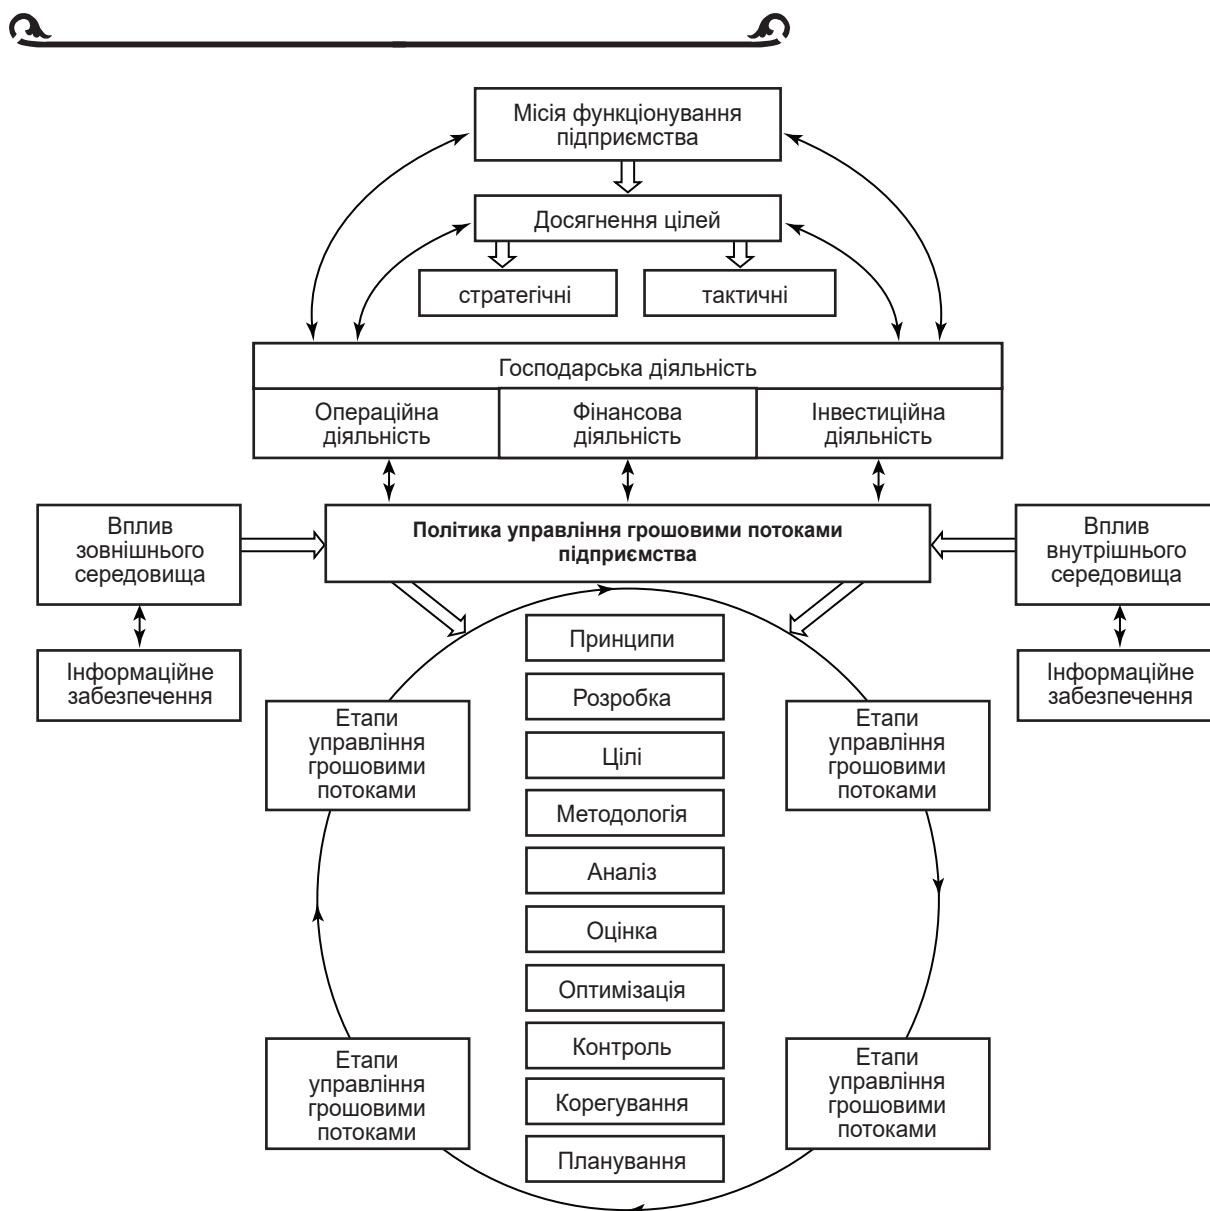 Місія функціонування
підприємства
Досягнення цілей
стратегічні
тактичні
Господарська діяльність
Операційна
діяльність
Фінансова
діяльність
Інвестиційна
діяльність
Вплив
зовнішнього
середовища
Політика управління грошовими потоками
підприємства
Вплив
внутрішнього
середовища
Інформаційне
забезпечення
Інформаційне
забезпечення
Принципи
Розробка
Цілі
Методологія
Аналіз
Оцінка
Оптимізація
Контроль
Корегування
Планування
Етапи
управління
грошовими
потоками
Етапи
управління
грошовими
потоками
Етапи
управління
грошовими
потоками
Етапи
управління
грошовими
потоками